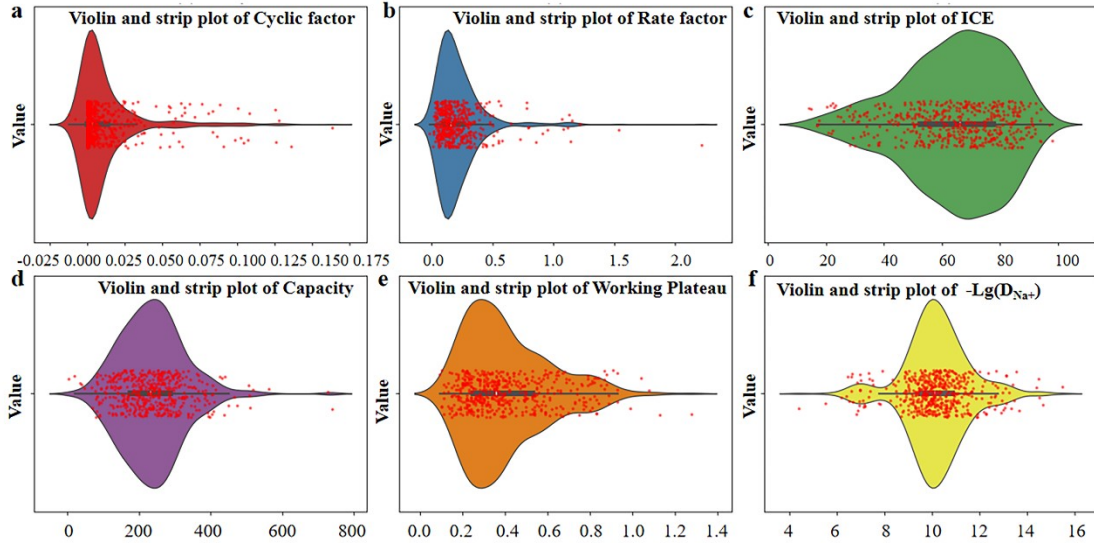 a Violin and strip plot of Cyclic factor
Value
-0.025 0.000 0.025 0.050 0.075 0.100 0.125 0.150 0.175
b Violin and strip plot of Rate factor
Value
0.0 0.5 1.0 1.5 2.0
c Violin and strip plot of ICE
Value
0 20 40 60 80 100
d Violin and strip plot of Capacity
Value
0 200 400 600 800
e Violin and strip plot of Working Plateau
Value
0.0 0.2 0.4 0.6 0.8 1.0 1.2 1.4
f Violin and strip plot of -Lg(DNa+)
Value
4 6 8 10 12 14 16